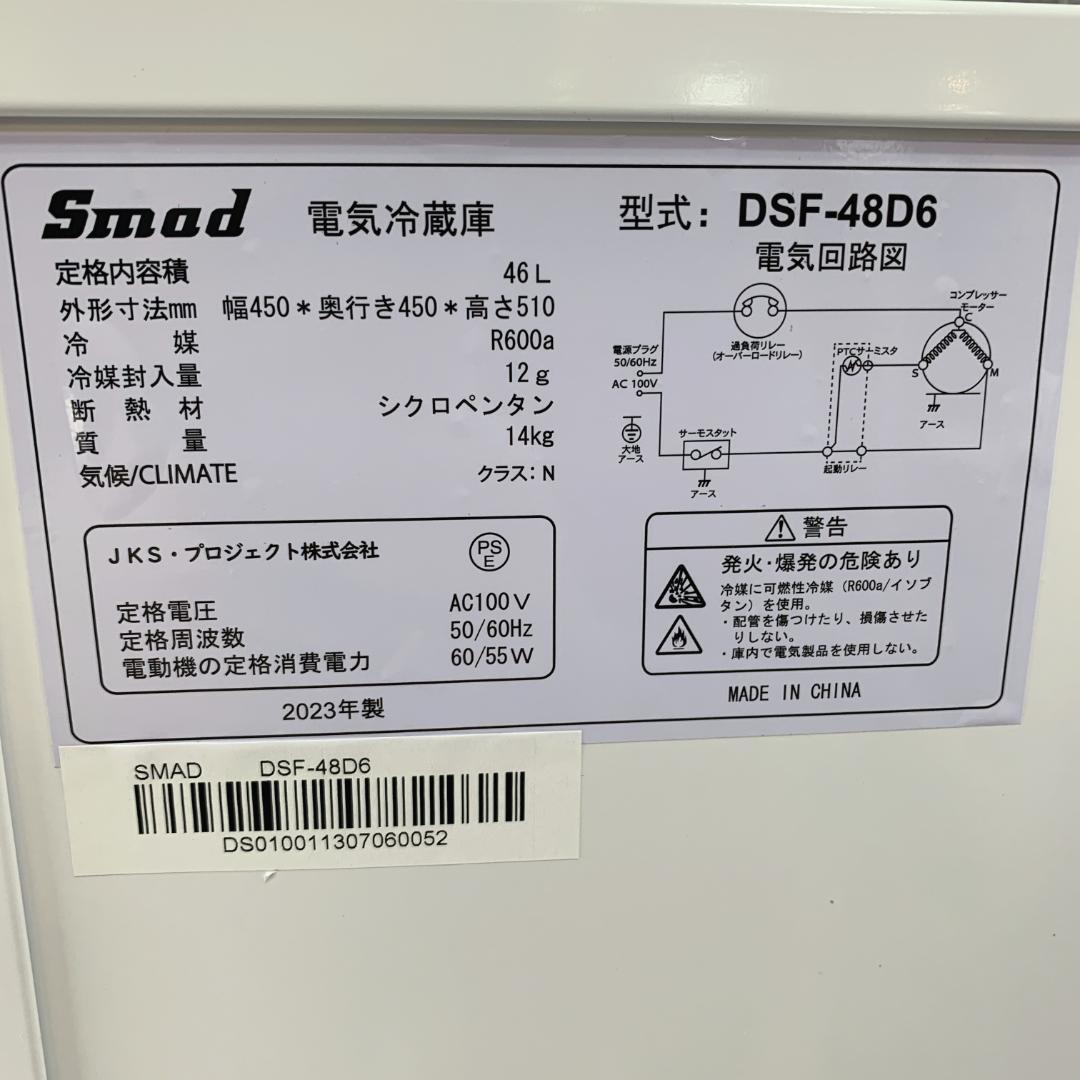 Smad 電気冷蔵庫 型式：DSF-48D6
定格内容積 46L
外形寸法mm 幅450＊奥行き450＊高さ510
冷媒 R600a
冷媒封入量 12g
断熱材 シクロペンタン
質量 14kg
気候/CLIMATE クラス：N
JKS・プロジェクト株式会社
PS
E
定格電圧 AC100V
定格周波数 50/60Hz
電動機の定格消費電力 60/55W
2023年製
電気回路図
コンプレッサー
モーター
C
過負荷リレー
(オーバーロードリレー)
電源プラグ
50/60Hz
AC 100V
PTCサーミスタ
S
M
アース
大地
アース
サーモスタット
アース
起動リレー
警告
発火・爆発の危険あり
冷媒に可燃性冷媒（R600a/イソブ
タン）を使用。
・配管を傷つけたり、損傷させた
りしない。
・庫内で電気製品を使用しない。
MADE IN CHINA
SMAD DSF-48D6
DS010011307060052